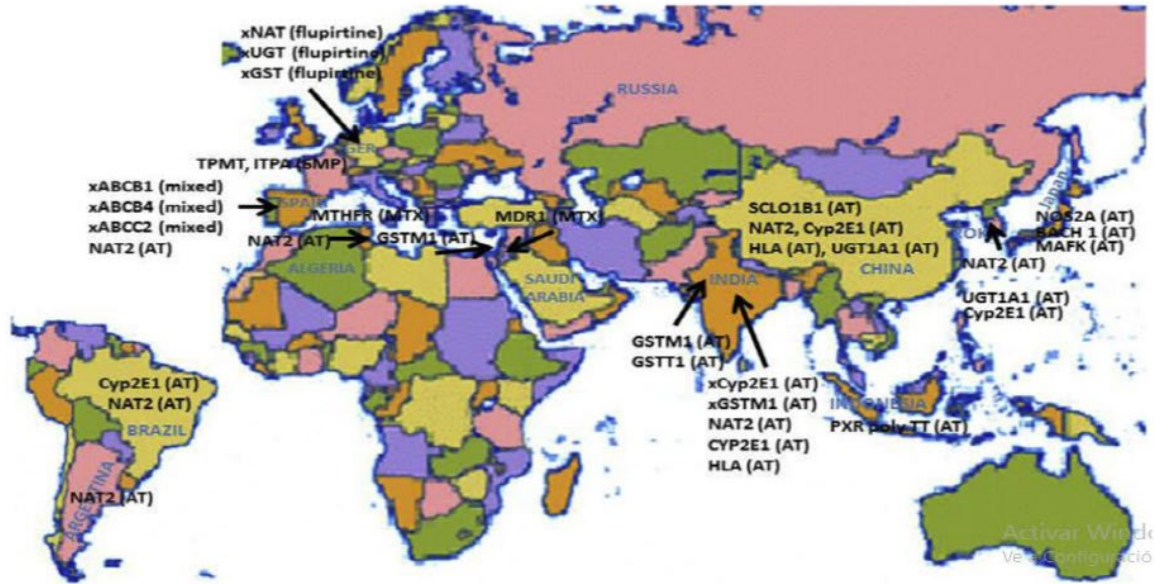 xNAT (flupirtine)
xUGT (flupirtine)
xGST (flupirtine)
RUSSIA
GER
TPMT, ITPA (6MP)
xABCB1 (mixed)
xABCB4 (mixed)
xABCC2 (mixed)
NAT2 (AT)
SPAIN
MTHFR (MTX)
MDR1 (MTX)
NAT2 (AT)
GSTM1 (AT)
ALGERIA
SAUDI
ARABIA
SCLO1B1 (AT)
NAT2, Cyp2E1 (AT)
HLA (AT), UGT1A1 (AT)
CHINA
Japan
NOS2A (AT)
BACH 1 (AT)
MAFK (AT)
NAT2 (AT)
UGT1A1 (AT)
Cyp2E1 (AT)
INDIA
GSTM1 (AT)
GSTT1 (AT)
xCyp2E1 (AT)
xGSTM1 (AT)
NAT2 (AT)
CYP2E1 (AT)
HLA (AT)
INDONESIA
PXR poly TT (AT)
Cyp2E1 (AT)
NAT2 (AT)
BRAZIL
NAT2 (AT)
ARGENTINA
Activar Windo